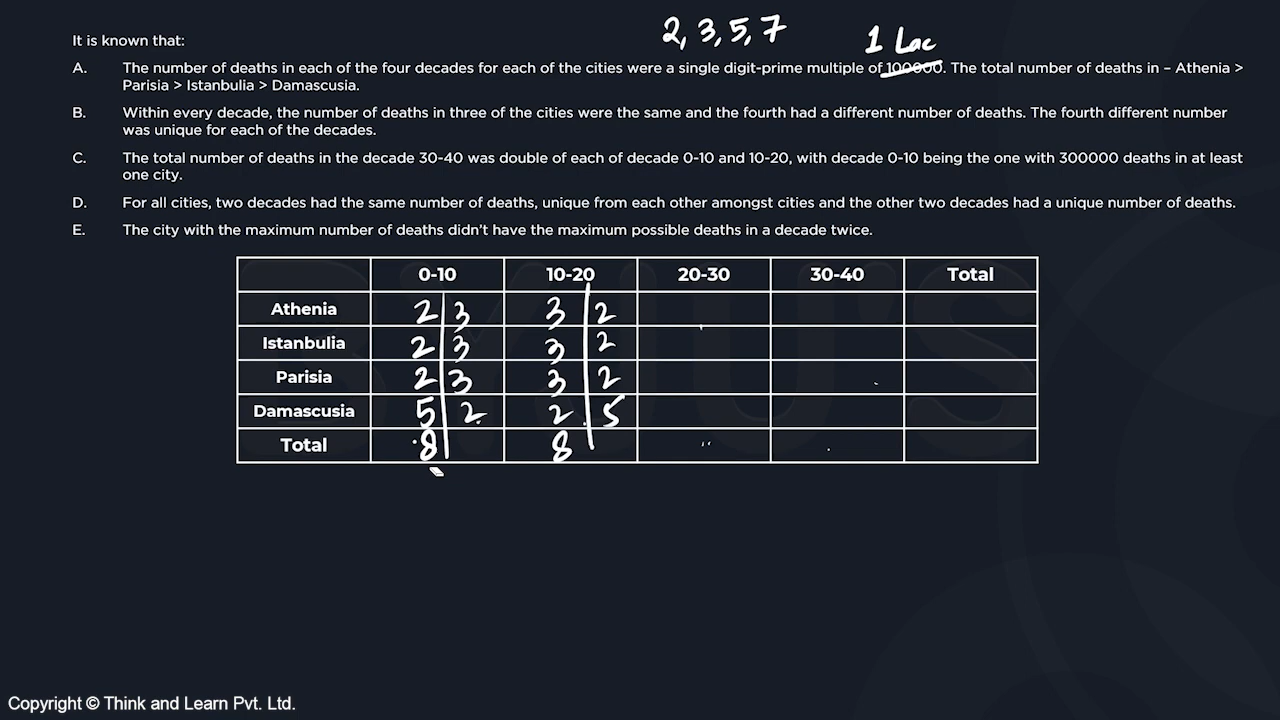 2, 3, 5, 7
1 Lac
It is known that:
A. The number of deaths in each of the four decades for each of the cities were a single digit-prime multiple of 100000. The total number of deaths in – Athenia >
Parisia > Istanbulia > Damascusia.
B. Within every decade, the number of deaths in three of the cities were the same and the fourth had a different number of deaths. The fourth different number
was unique for each of the decades.
C. The total number of deaths in the decade 30-40 was double of each of decade 0-10 and 10-20, with decade 0-10 being the one with 300000 deaths in at least
one city.
D. For all cities, two decades had the same number of deaths, unique from each other amongst cities and the other two decades had a unique number of deaths.
E. The city with the maximum number of deaths didn't have the maximum possible deaths in a decade twice.
0-10 10-20 20-30 30-40 Total
Athenia 2 3 3 2
Istanbulia 2 3 3 2
Parisia 2 3 3 2
Damascusia 5 2 2 5
Total 8 8
Copyright © Think and Learn Pvt. Ltd.